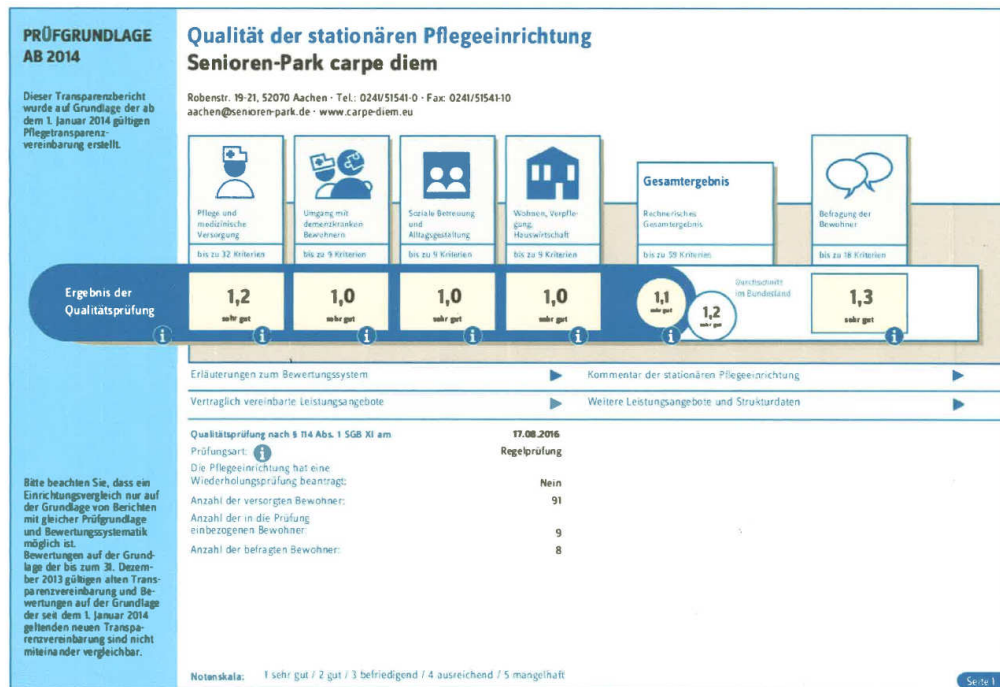 PRÜFGRUNDLAGE
AB 2014
Dieser Transparenzbericht
wurde auf Grundlage der ab
dem 1. Januar 2014 gültigen
Pflegetransparenz-
vereinbarung erstellt.
Bitte beachten Sie, dass ein
Einrichtungsvergleich nur auf
der Grundlage von Berichten
mit gleicher Prüfgrundlage
und Bewertungssystematik
möglich ist.
Bewertungen auf der Grund-
lage der bis zum 31. Dezem-
ber 2013 gültigen alten Trans-
parenzvereinbarung und Be-
wertungen auf der Grundlage
der seit dem 1. Januar 2014
geltenden neuen Transpa-
renzvereinbarung sind nicht
miteinander vergleichbar.
Qualität der stationären Pflegeeinrichtung
Senioren-Park carpe diem
Robenstr. 19-21, 52070 Aachen · Tel.: 0241/51541-0 · Fax: 0241/51541-10
aachen@senioren-park.de · www.carpe-diem.eu
Pflege und
medizinische
Versorgung
bis zu 32 Kriterien
Umgang mit
demenzkranken
Bewohnern
bis zu 9 Kriterien
Soziale Betreuung
und
Alltagsgestaltung
bis zu 9 Kriterien
Wohnen, Verpfle-
gung,
Hauswirtschaft
bis zu 9 Kriterien
Gesamtergebnis
Rechnerisches
Gesamtergebnis
bis zu 59 Kriterien
Befragung der
Bewohner
bis zu 18 Kriterien
Ergebnis der
Qualitätsprüfung
1,2
sehr gut
1,0
sehr gut
1,0
sehr gut
1,0
sehr gut
1,1
sehr gut
Durchschnitt
im Bundesland
1,2
sehr gut
1,3
sehr gut
Erläuterungen zum Bewertungssystem
Kommentar der stationären Pflegeeinrichtung
Vertraglich vereinbarte Leistungsangebote
Weitere Leistungsangebote und Strukturdaten
Qualitätsprüfung nach § 114 Abs. 1 SGB XI am 17.08.2016
Prüfungsart: Regelprüfung
Die Pflegeeinrichtung hat eine
Wiederholungsprüfung beantragt: Nein
Anzahl der versorgten Bewohner: 91
Anzahl der in die Prüfung
einbezogenen Bewohner: 9
Anzahl der befragten Bewohner: 8
Notenskala: 1 sehr gut / 2 gut / 3 befriedigend / 4 ausreichend / 5 mangelhaft
Seite 1